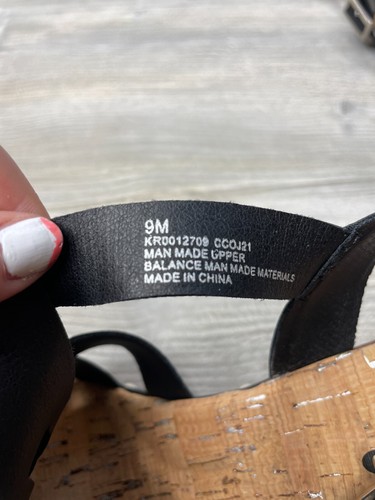 9M
KR0012709 CCOJ21
MAN MADE UPPER
BALANCE MAN MADE MATERIALS
MADE IN CHINA